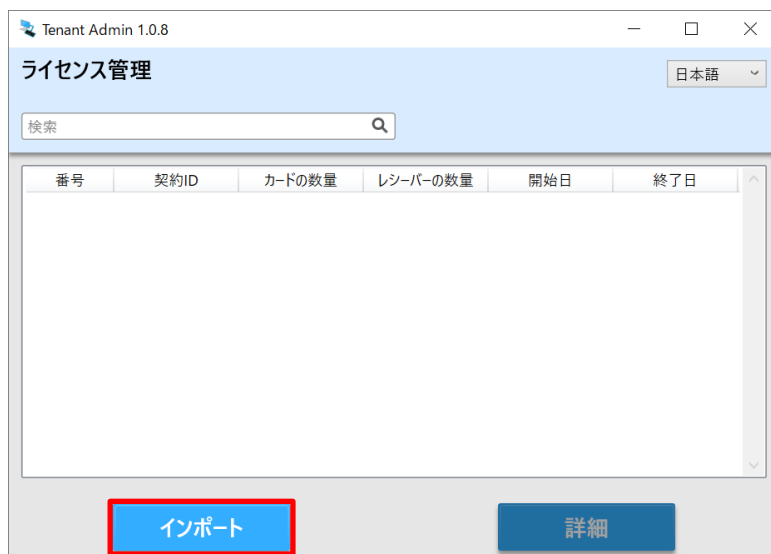 Tenant Admin 1.0.8
ライセンス管理
日本語
検索
番号 契約ID カードの数量 レシーバーの数量 開始日 終了日
インポート 詳細